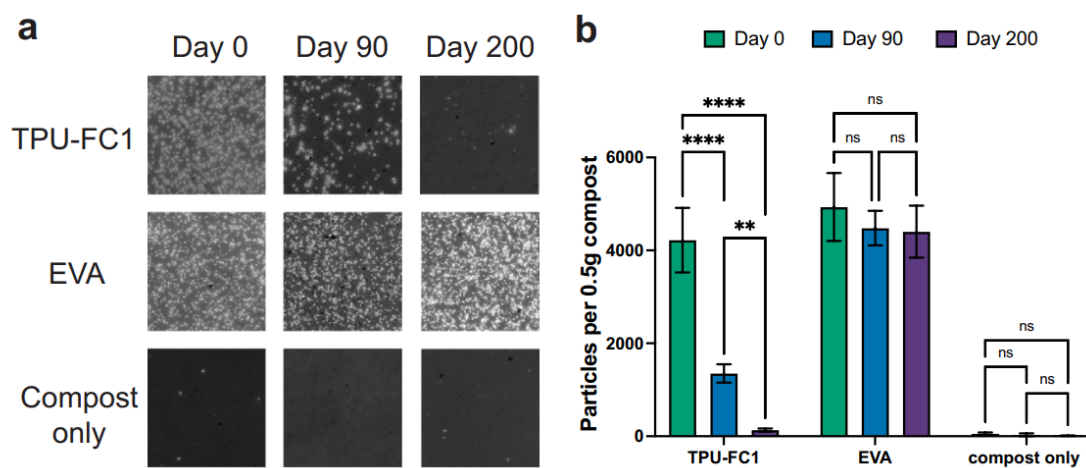 a
Day 0 Day 90 Day 200
TPU-FC1
EVA
Compost
only
b
Day 0 Day 90 Day 200
Particles per 0.5g compost
6000
4000
2000
0
****
****
**
ns
ns ns
ns
ns
ns
TPU-FC1 EVA compost only